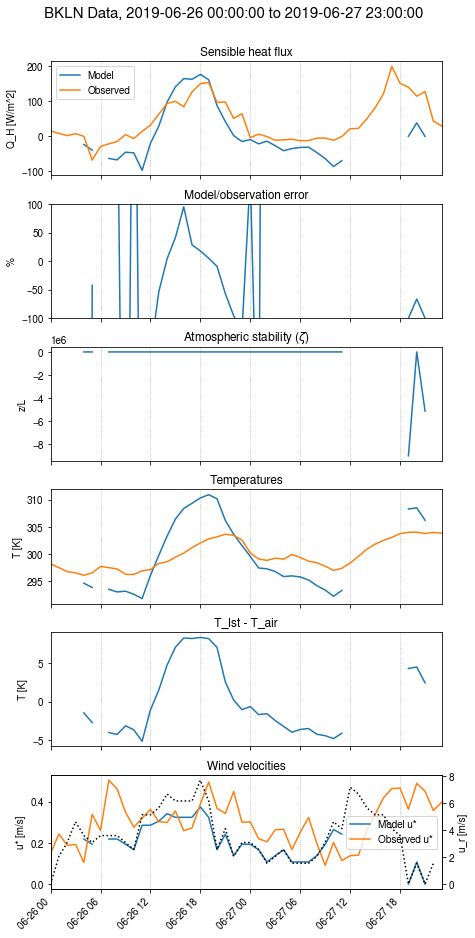 BKLN Data, 2019-06-26 00:00:00 to 2019-06-27 23:00:00
Sensible heat flux
Q_H [W/m^2]
200
100
0
−100
Model
Observed
Model/observation error
%
100
50
0
−50
−100
Atmospheric stability (ζ)
1e6
z/L
0
−2
−4
−6
−8
Temperatures
T [K]
310
305
300
295
T_lst - T_air
T [K]
5
0
−5
Wind velocities
u* [m/s]
0.4
0.2
0.0
Model u*
Observed u*
8
6
4
2
0
u_r [m/s]
06-26 00
06-26 06
06-26 12
06-26 18
06-27 00
06-27 06
06-27 12
06-27 18